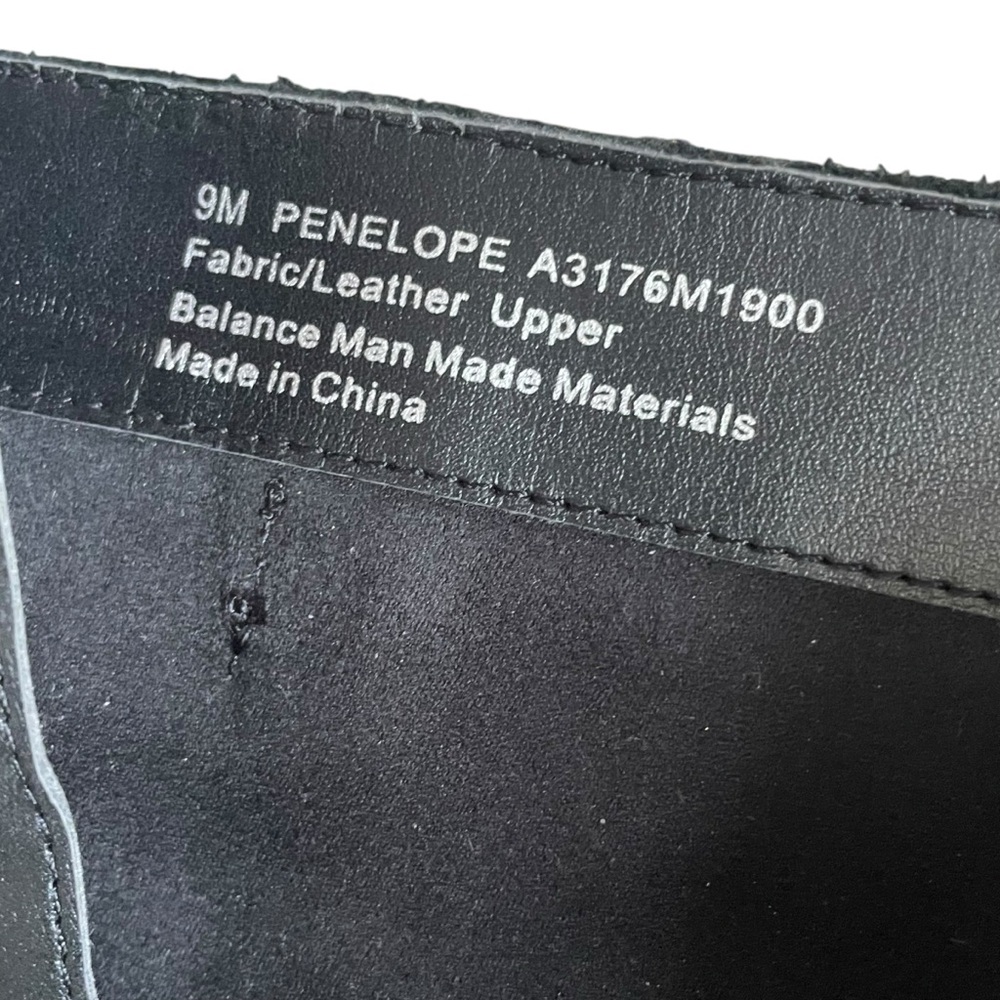 9M PENELOPE A3176M1900
Fabric/Leather Upper
Balance Man Made Materials
Made in China